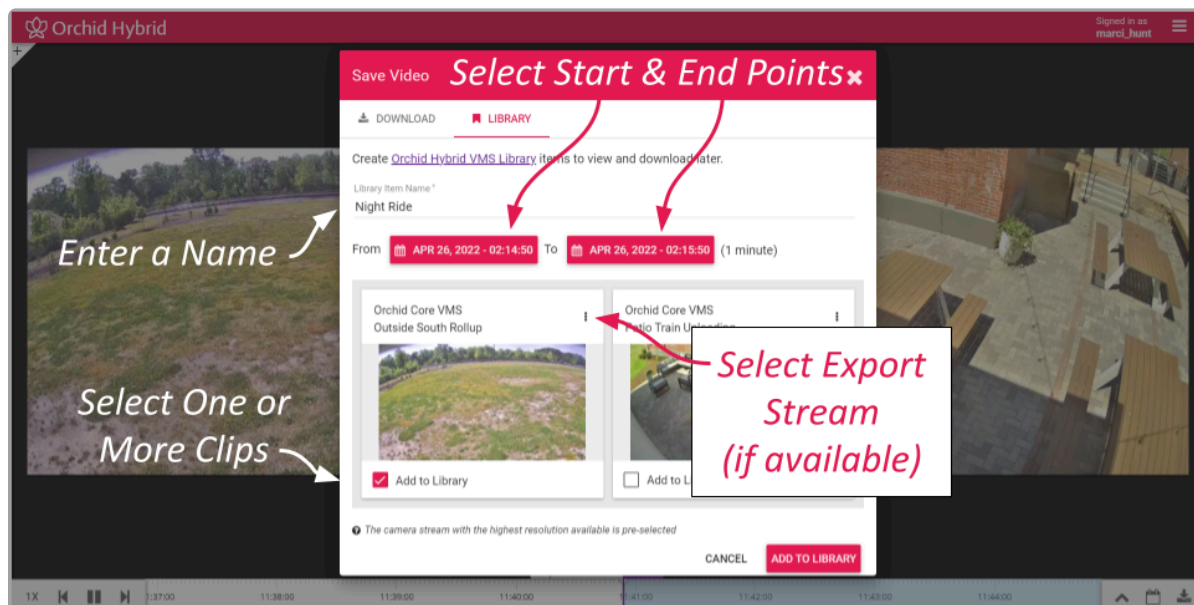 Orchid Hybrid
Signed in as
marci_hunt
+
Save Video
Select Start & End Points
DOWNLOAD
LIBRARY
Create Orchid Hybrid VMS Library items to view and download later.
Library Item Name *
Night Ride
Enter a Name
From APR 26, 2022 - 02:14:50 To APR 26, 2022 - 02:15:50 (1 minute)
Orchid Core VMS
Outside South Rollup
Orchid Core VMS
Patio Train
Select Export
Stream
(if available)
Select One or
More Clips
Add to Library
Add to
The camera stream with the highest resolution available is pre-selected
CANCEL
ADD TO LIBRARY
1X
:37:00
11:38:00
11:39:00
11:40:00
11:41:00
11:42:00
11:43:00
11:44:00